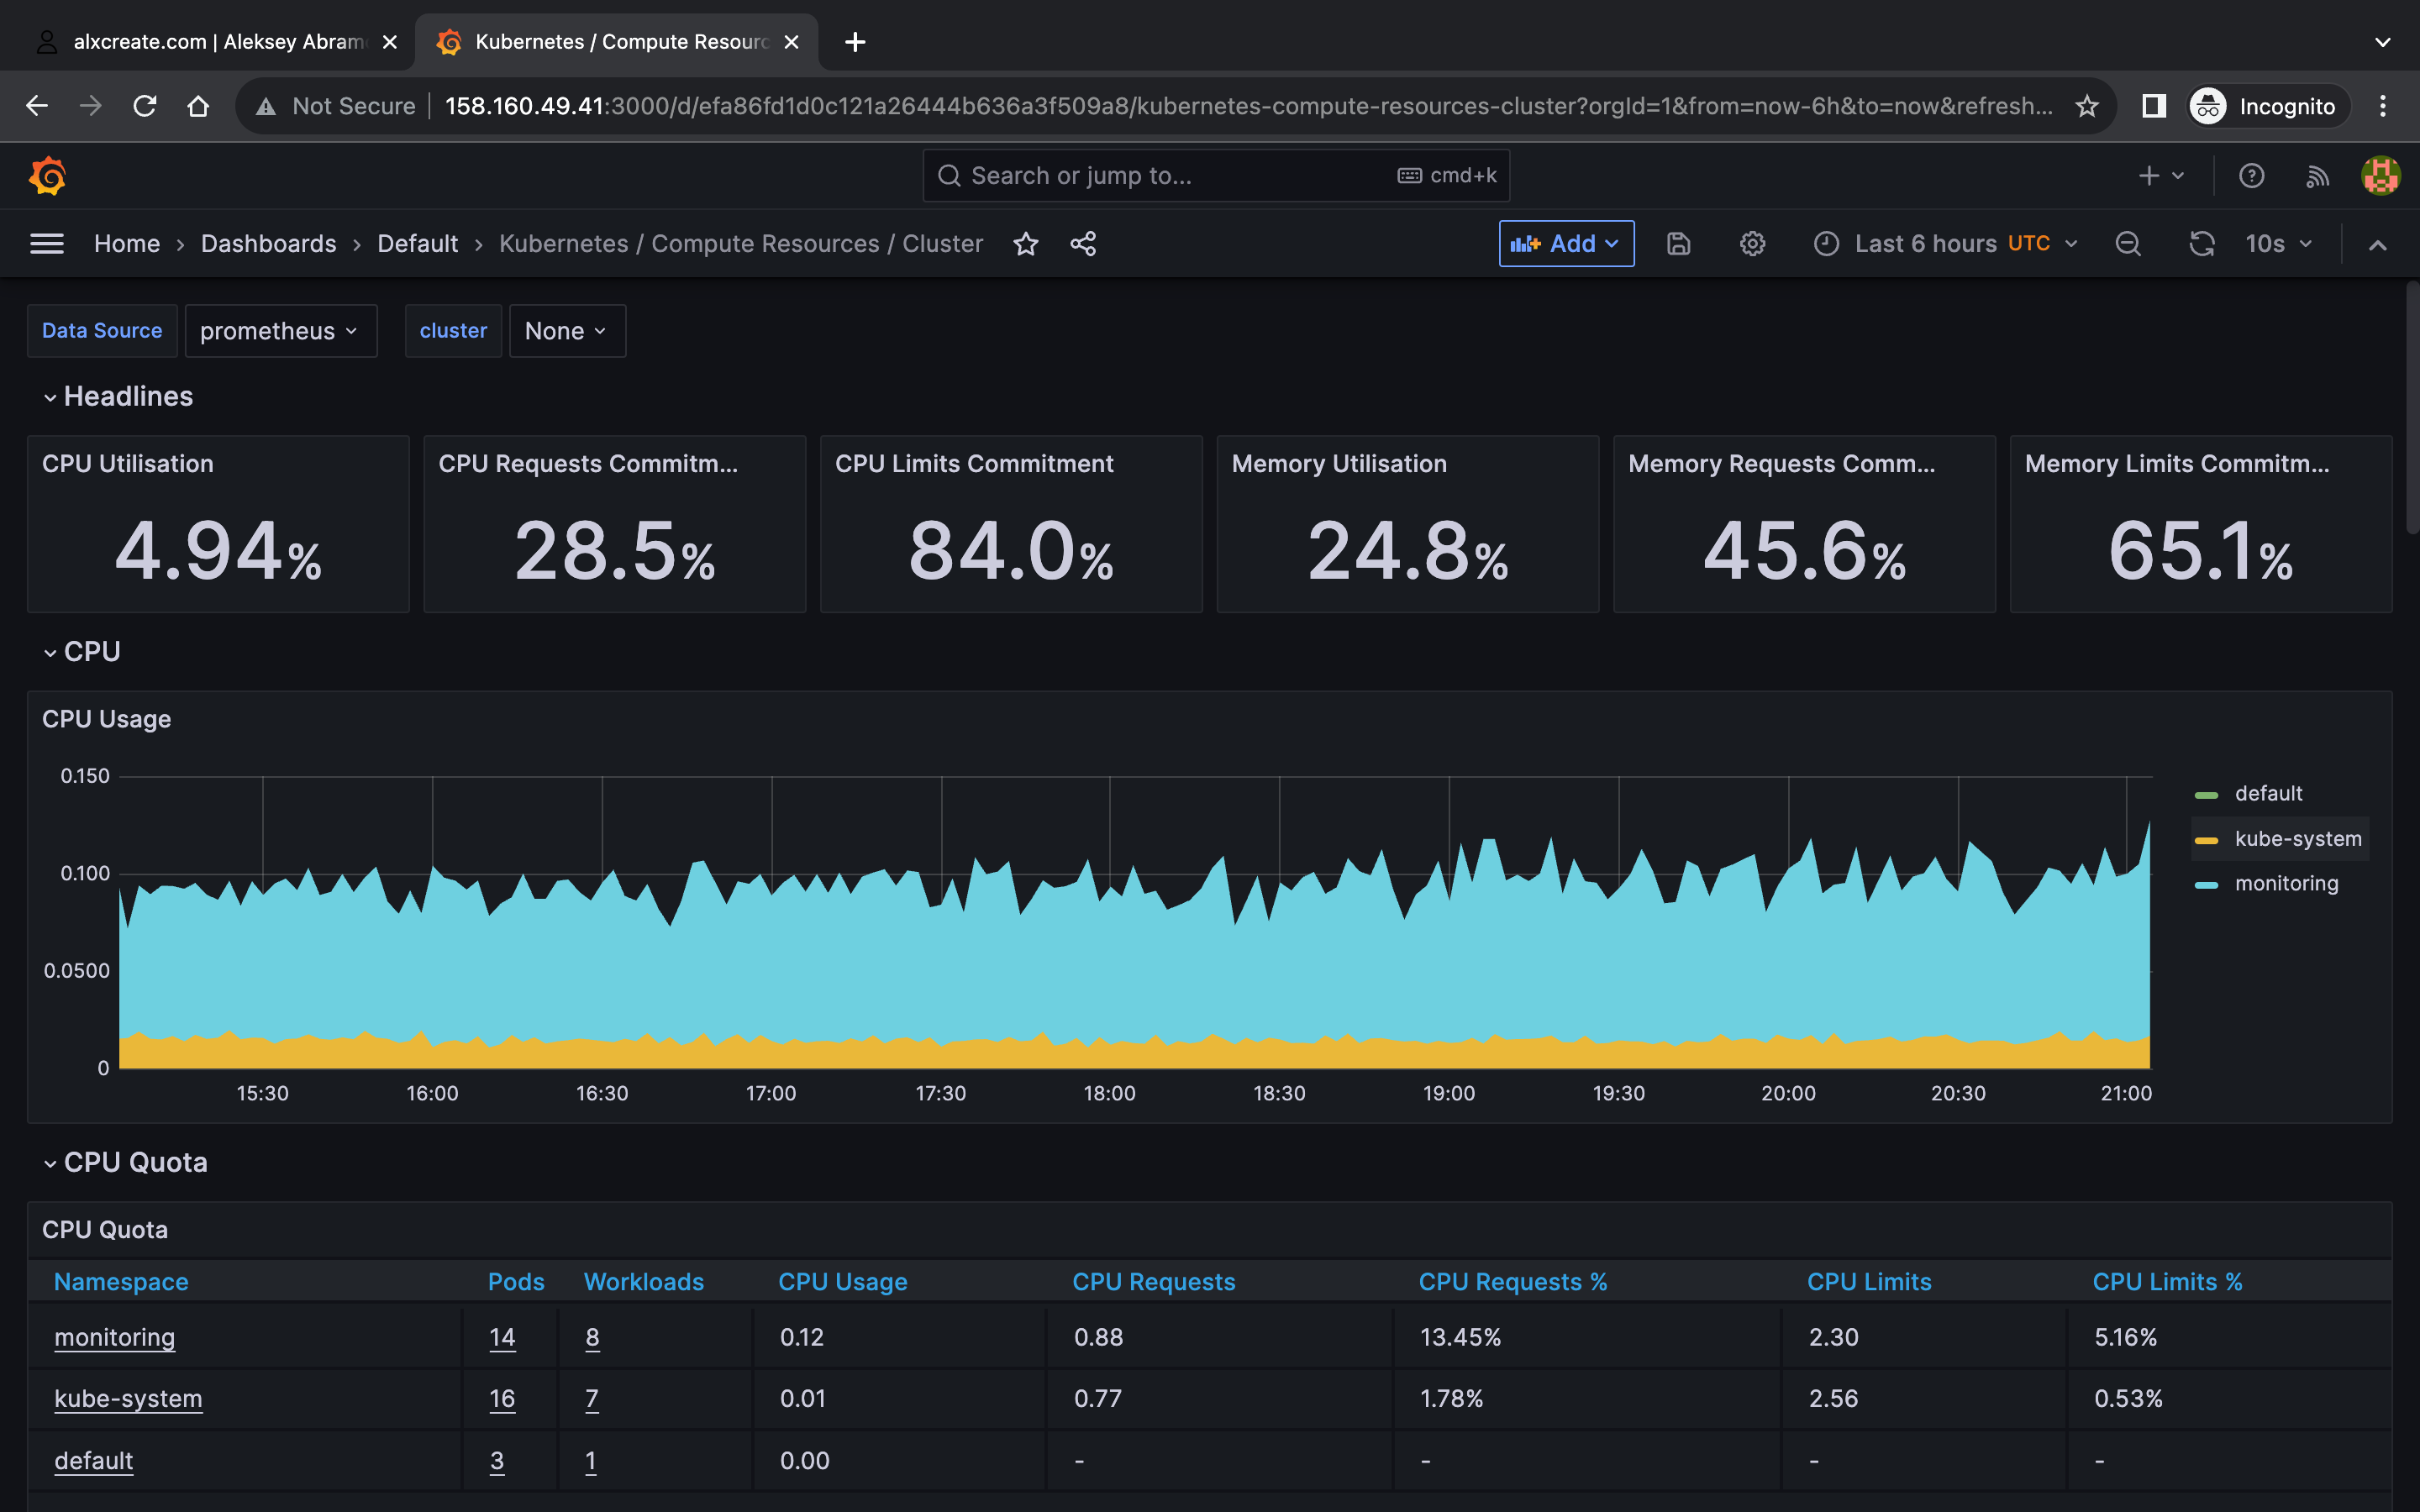 alxcreate.com | Aleksey Abram
Kubernetes / Compute Resourc
Not Secure
158.160.49.41:3000/d/efa86fd1d0c121a26444b636a3f509a8/kubernetes-compute-resources-cluster?orgId=1&from=now-6h&to=now&refresh...
Incognito
Search or jump to...
cmd+k
Home › Dashboards › Default › Kubernetes / Compute Resources / Cluster
Add
Last 6 hours UTC
10s
Data Source
prometheus
cluster
None
Headlines
CPU Utilisation
4.94%
CPU Requests Commitm...
28.5%
CPU Limits Commitment
84.0%
Memory Utilisation
24.8%
Memory Requests Comm...
45.6%
Memory Limits Commitm...
65.1%
CPU
CPU Usage
0.150
0.100
0.0500
0
15:30 16:00 16:30 17:00 17:30 18:00 18:30 19:00 19:30 20:00 20:30 21:00
default
kube-system
monitoring
CPU Quota
CPU Quota
Namespace Pods Workloads CPU Usage CPU Requests CPU Requests % CPU Limits CPU Limits %
monitoring 14 8 0.12 0.88 13.45% 2.30 5.16%
kube-system 16 7 0.01 0.77 1.78% 2.56 0.53%
default 3 1 0.00 - - - -